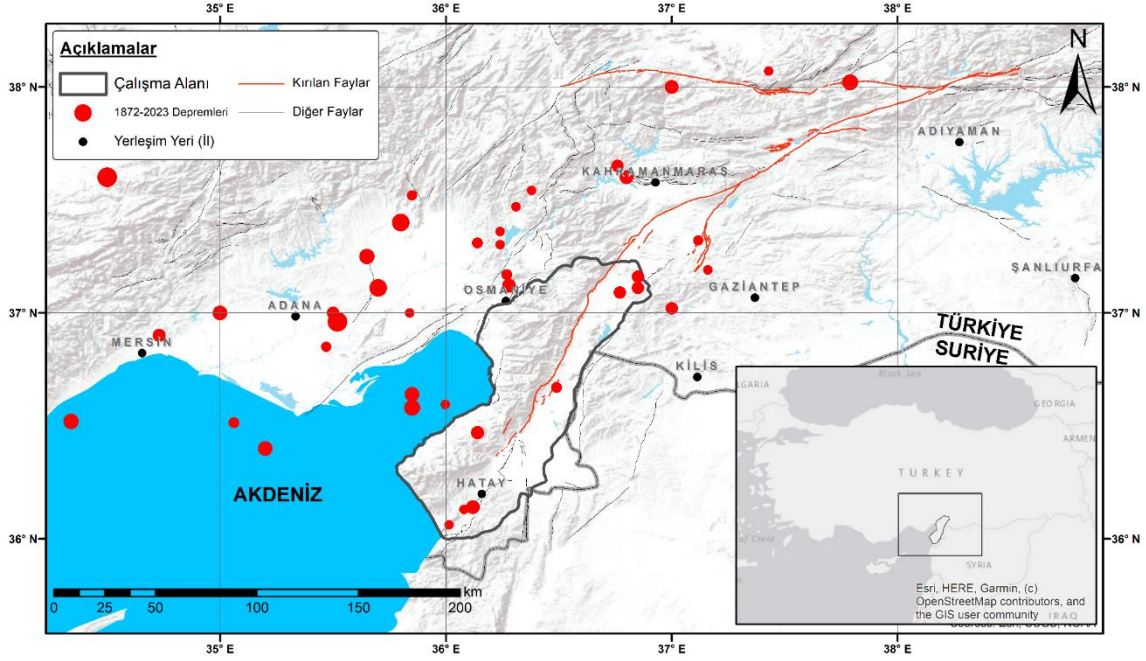 35° E 36° E 37° E 38° E
Açıklamalar
Çalışma Alanı
Kırılan Faylar
1872-2023 Depremleri
Diğer Faylar
Yerleşim Yeri (İl)
N
38° N 38° N
ADIYAMAN
KAHRAMANMARAŞ
ŞANLIURFA
OSMANİYE
GAZİANTEP
ADANA
37° N 37° N
MERSİN
TÜRKİYE
SURİYE
KİLİS
HATAY
AKDENİZ
36° N 36° N
km
0 25 50 100 150 200
Black Sea
LGARIA
GEORGIA
ARMEN
TURKEY
of Crete
SYRIA
IRAQ
Esri, HERE, Garmin, (c)
OpenStreetMap contributors, and
the GIS user community
35° E 36° E 37° E 38° E